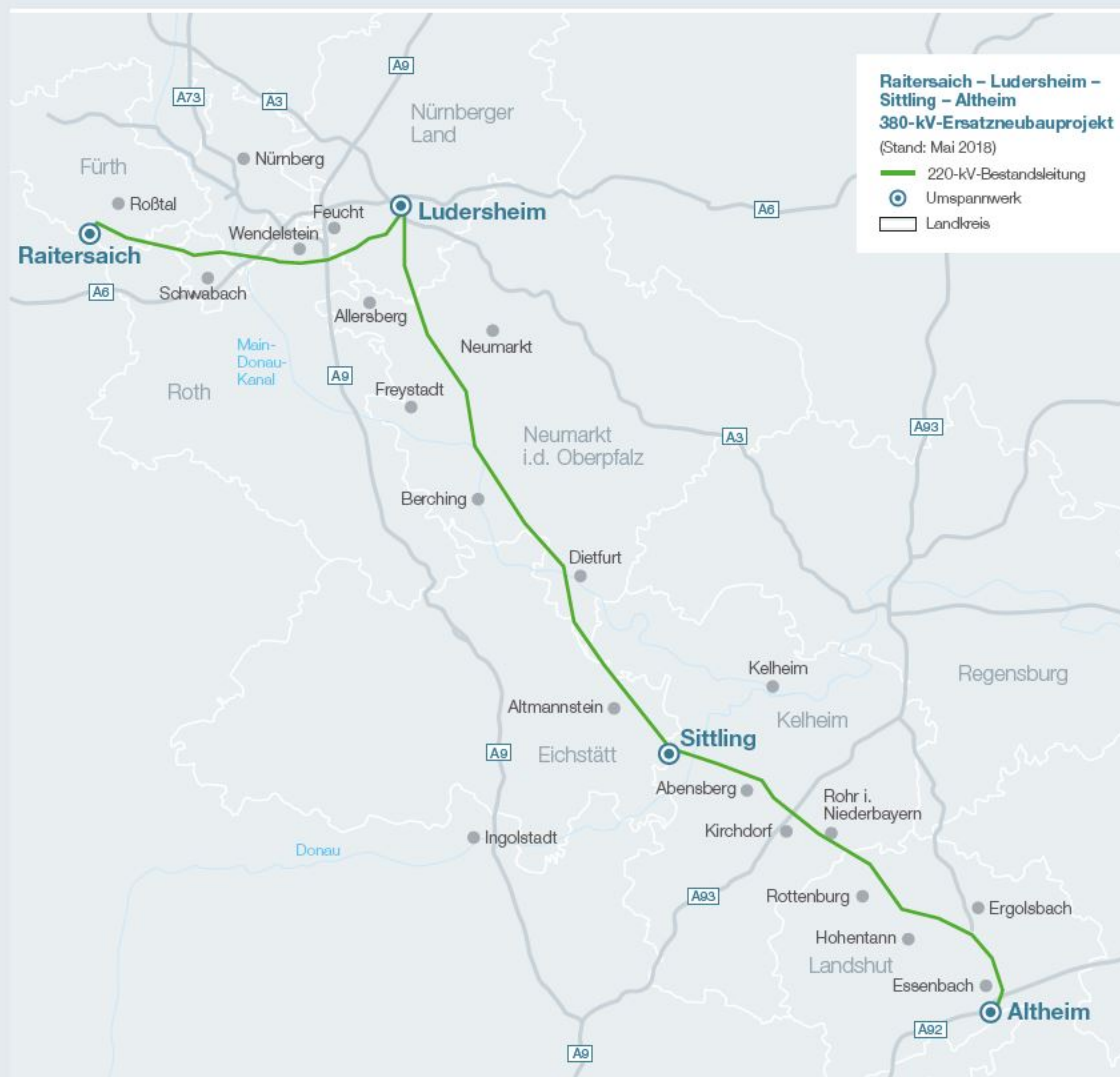 A9
A73
A3
Nürnberger
Land
Raitersaich – Ludersheim –
Sittling – Altheim
380-kV-Ersatzneubauprojekt
(Stand: Mai 2018)
220-kV-Bestandsleitung
Umspannwerk
Landkreis
Nürnberg
Fürth
Roßtal
Feucht
Ludersheim
A6
Wendelstein
Raitersaich
Schwabach
A6
Allersberg
Main-
Donau-
Kanal
Neumarkt
A9
Roth
Freystadt
Neumarkt
i.d. Oberpfalz
A3
A93
Berching
Dietfurt
Kelheim
Regensburg
Altmannstein
Kelheim
Sittling
A9
Eichstätt
Abensberg
Rohr i.
Niederbayern
Kirchdorf
Ingolstadt
Donau
A93
Rottenburg
Ergolsbach
Hohentann
Landshut
Essenbach
Altheim
A92
A9